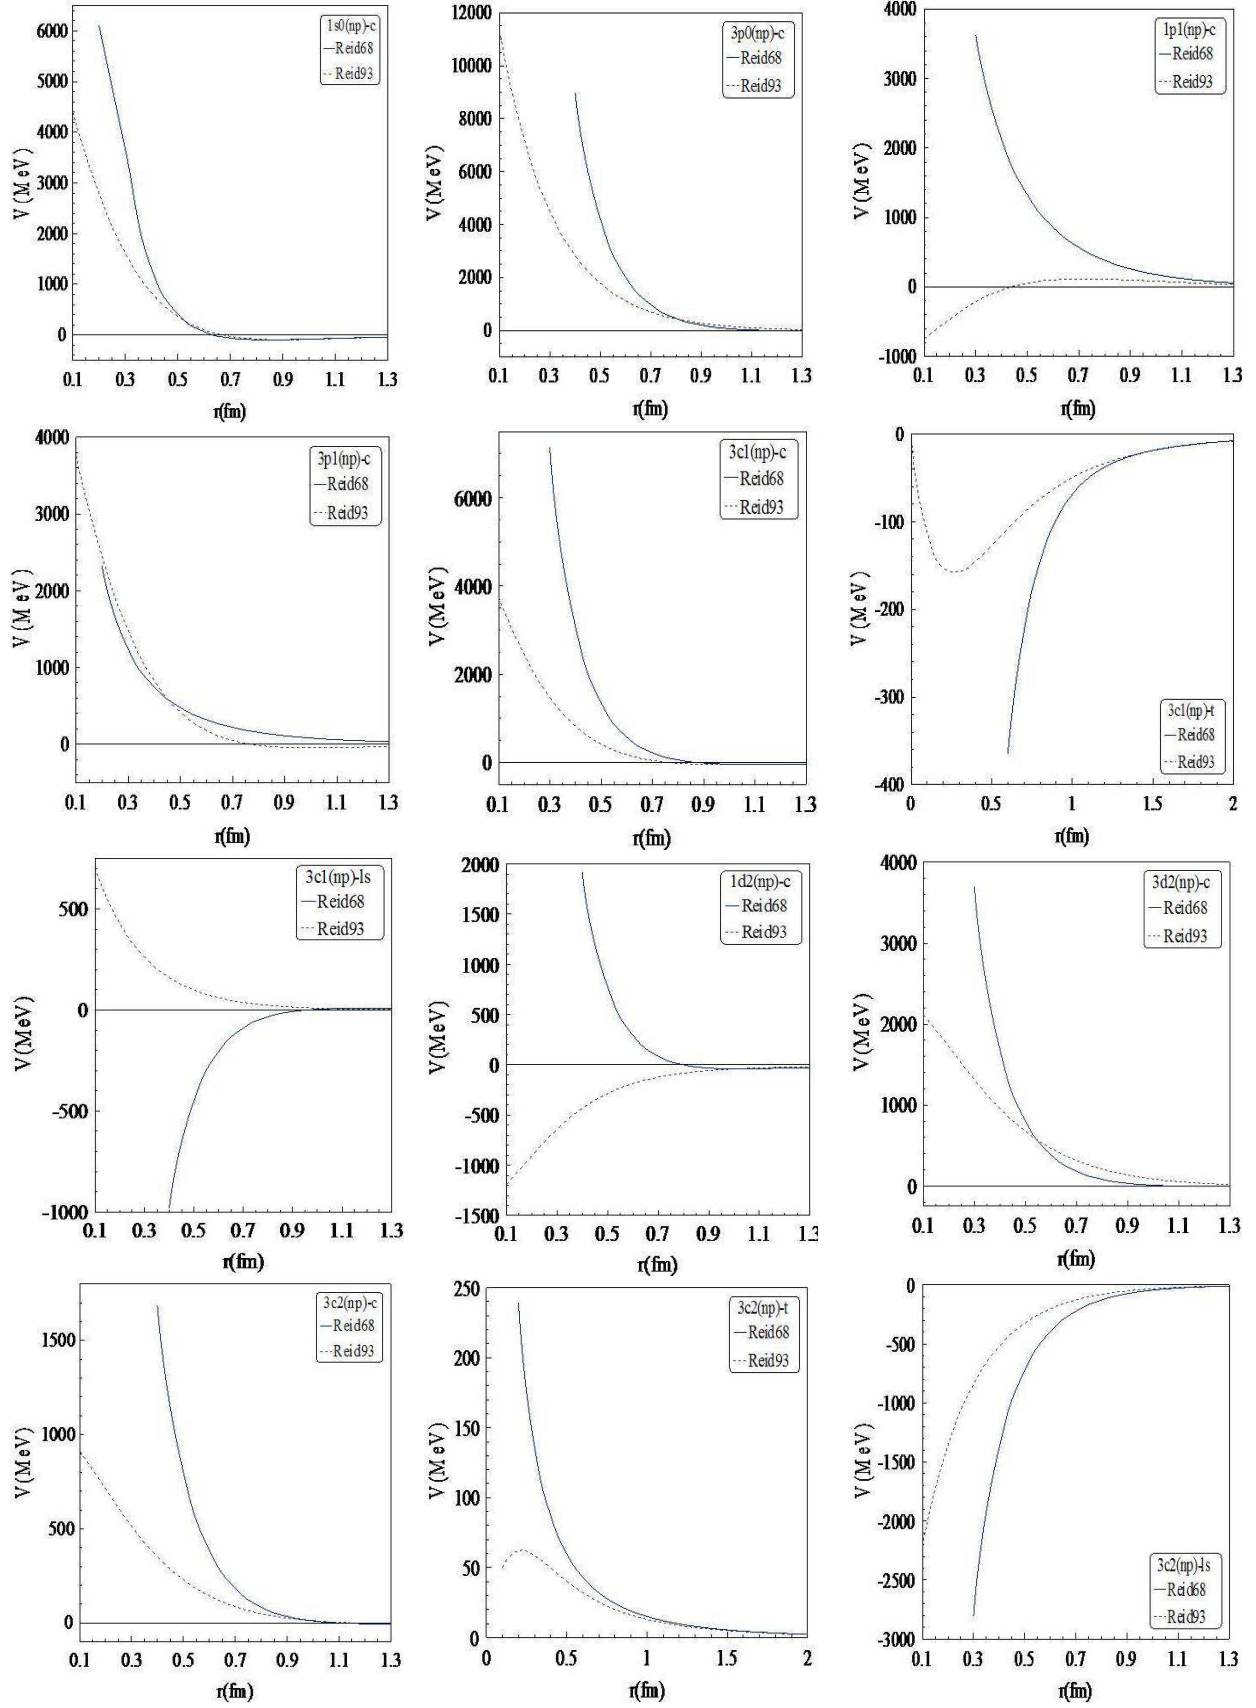 1s0(np)-c
Reid68
Reid93
V (MeV)
6000
5000
4000
3000
2000
1000
0
0.1 0.3 0.5 0.7 0.9 1.1 1.3
r(fm)
3p0(np)-c
Reid68
Reid93
V (MeV)
12000
10000
8000
6000
4000
2000
0
0.1 0.3 0.5 0.7 0.9 1.1 1.3
r(fm)
1p1(np)-c
Reid68
Reid93
V (MeV)
4000
3000
2000
1000
0
-1000
0.1 0.3 0.5 0.7 0.9 1.1 1.3
r(fm)
3p1(np)-c
Reid68
Reid93
V (MeV)
4000
3000
2000
1000
0
0.1 0.3 0.5 0.7 0.9 1.1 1.3
r(fm)
3c1(np)-c
Reid68
Reid93
V (MeV)
6000
4000
2000
0
0.1 0.3 0.5 0.7 0.9 1.1 1.3
r(fm)
3c1(np)-t
Reid68
Reid93
V (MeV)
0
-100
-200
-300
-400
0 0.5 1 1.5 2
r(fm)
3c1(np)-ls
Reid68
Reid93
V (MeV)
500
0
-500
-1000
0.1 0.3 0.5 0.7 0.9 1.1 1.3
r(fm)
1d2(np)-c
Reid68
Reid93
V (MeV)
2000
1500
1000
500
0
-500
-1000
-1500
0.1 0.3 0.5 0.7 0.9 1.1 1.3
r(fm)
3d2(np)-c
Reid68
Reid93
V (MeV)
4000
3000
2000
1000
0
0.1 0.3 0.5 0.7 0.9 1.1 1.3
r(fm)
3c2(np)-c
Reid68
Reid93
V (MeV)
1500
1000
500
0
0.1 0.3 0.5 0.7 0.9 1.1 1.3
r(fm)
3c2(np)-t
Reid68
Reid93
V (MeV)
250
200
150
100
50
0
0 0.5 1 1.5 2
r(fm)
3c2(np)-ls
Reid68
Reid93
V (MeV)
0
-500
-1000
-1500
-2000
-2500
-3000
0.1 0.3 0.5 0.7 0.9 1.1 1.3
r(fm)